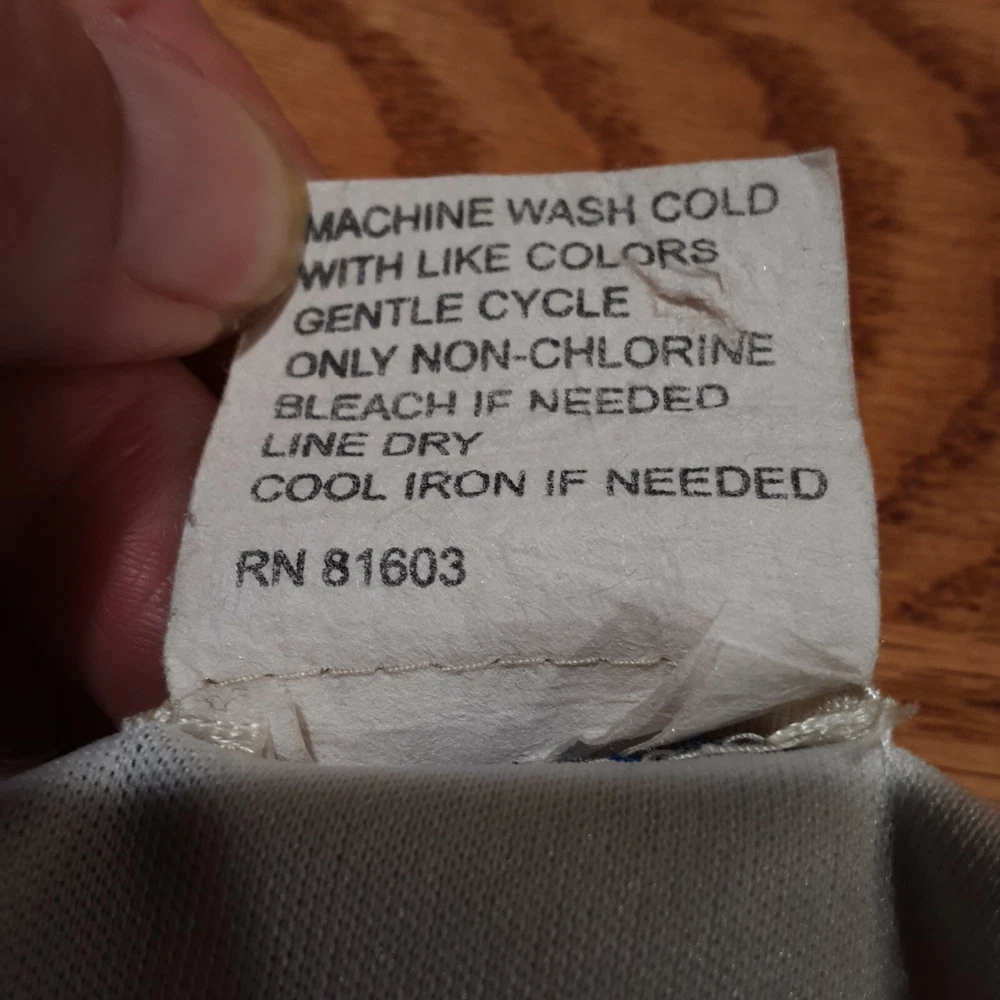 MACHINE WASH COLD
WITH LIKE COLORS
GENTLE CYCLE
ONLY NON-CHLORINE
BLEACH IF NEEDED
LINE DRY
COOL IRON IF NEEDED
RN 81603